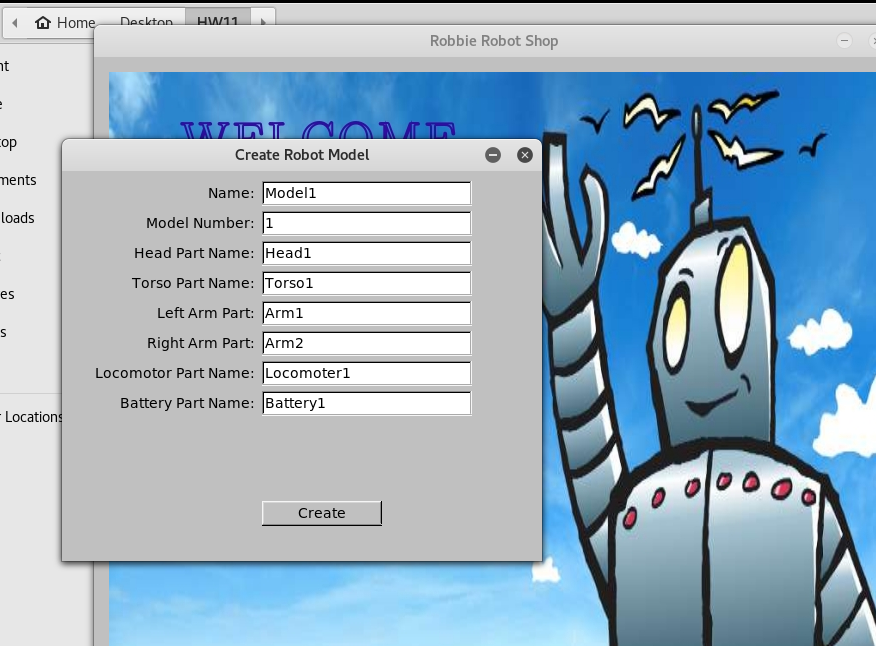 Home Desktop HW11
Robbie Robot Shop
WELCOME
Create Robot Model
Name: Model1
Model Number: 1
Head Part Name: Head1
Torso Part Name: Torso1
Left Arm Part: Arm1
Right Arm Part: Arm2
Locomotor Part Name: Locomoter1
Battery Part Name: Battery1
Create
nt
e
top
ments
loads
es
s
r Locations